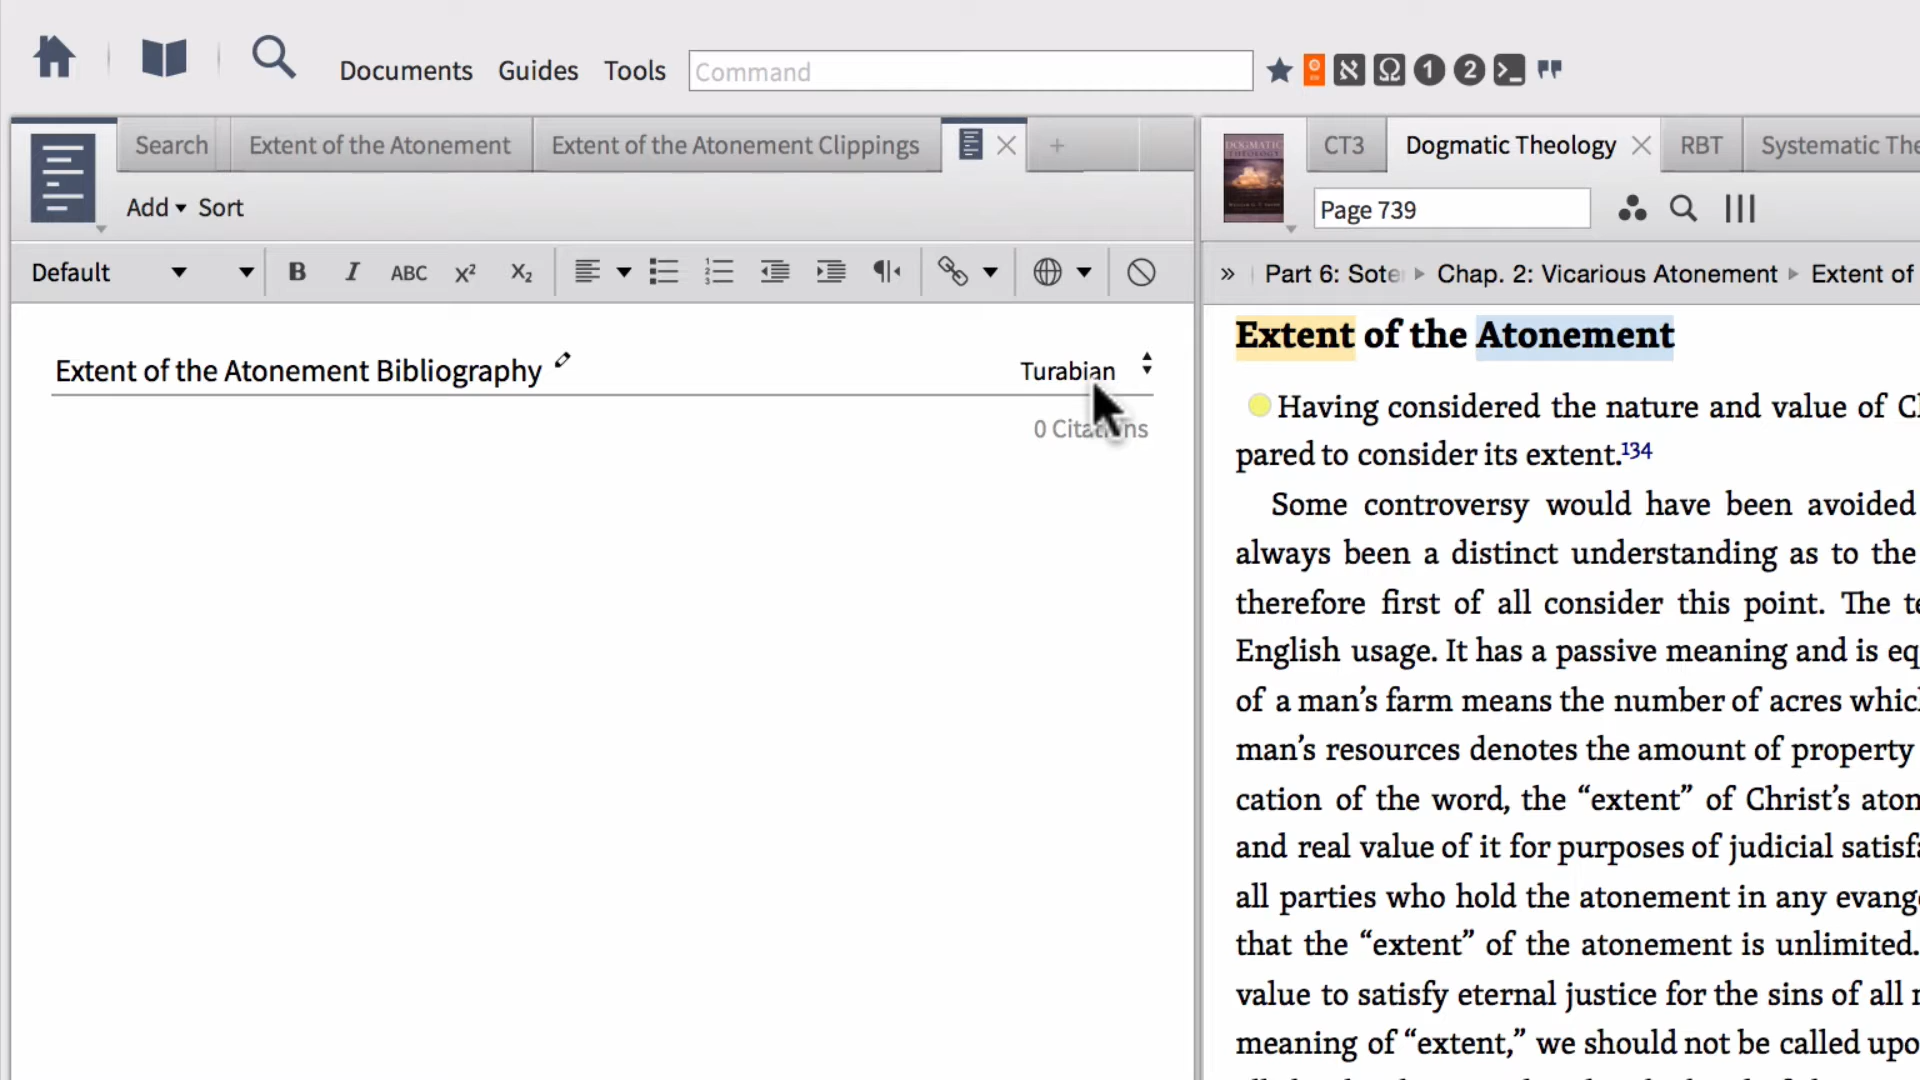 Documents Guides Tools Command
Search Extent of the Atonement Extent of the Atonement Clippings
Add Sort
Default B I ABC X² X₂
Extent of the Atonement Bibliography Turabian
0 Citations
CT3 Dogmatic Theology RBT Systematic The
DOGMATIC THEOLOGY Page 739
» Part 6: Sote Chap. 2: Vicarious Atonement Extent of
Extent of the Atonement
Having considered the nature and value of
pared to consider its extent.134
Some controversy would have been avoided
always been a distinct understanding as to the
therefore first of all consider this point. The
English usage. It has a passive meaning and is eq
of a man's farm means the number of acres which
man's resources denotes the amount of property
cation of the word, the “extent” of Christ's aton
and real value of it for purposes of judicial satisfa
all parties who hold the atonement in any evang
that the “extent” of the atonement is unlimited.
value to satisfy eternal justice for the sins of all
meaning of “extent,” we should not be called upo